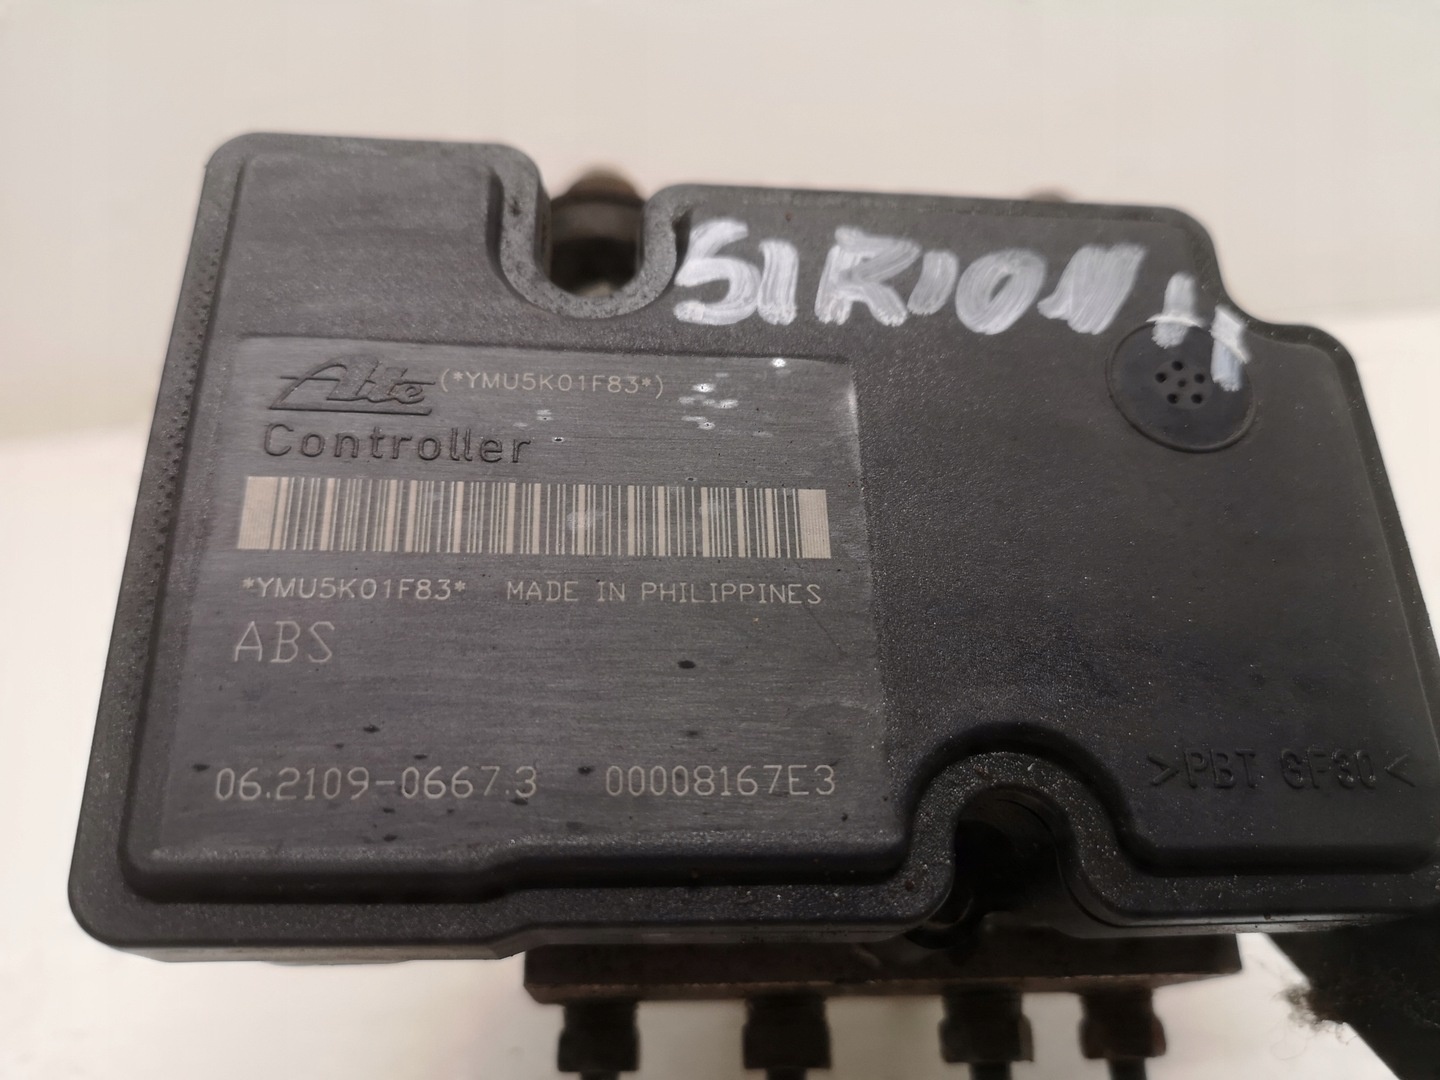 SIRION II
Ate (*YMU5K01F83*)
Controller
*YMU5K01F83* MADE IN PHILIPPINES
ABS
06.2109-0667.3 00008167E3
>PBT GF30<